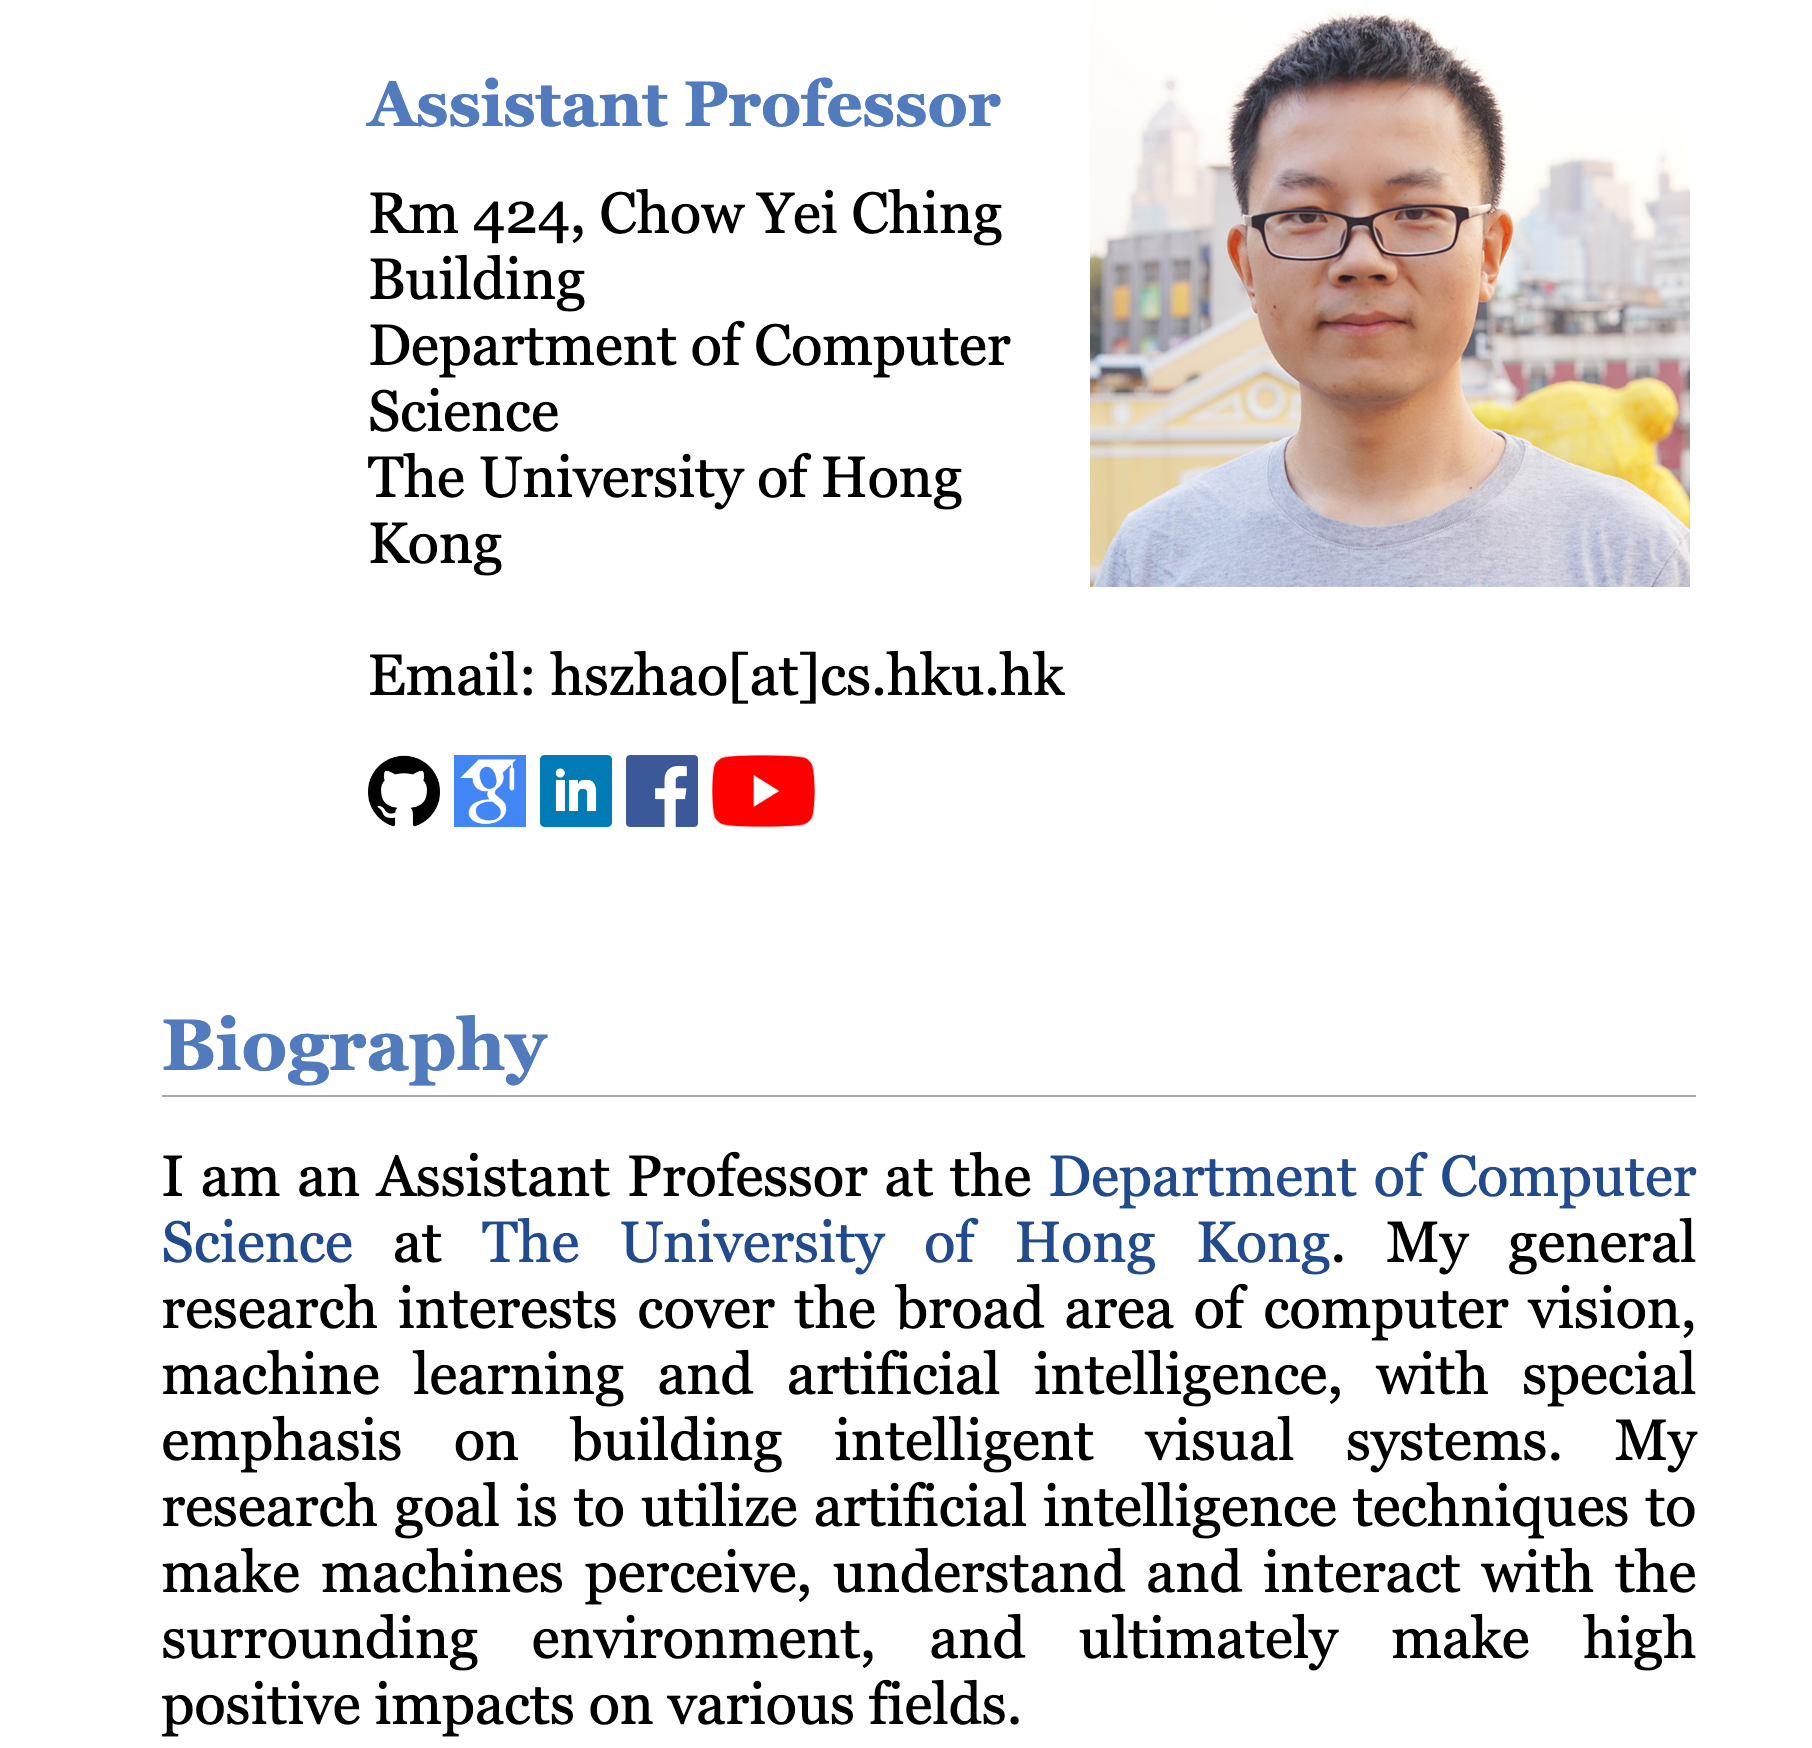 Assistant Professor
Rm 424, Chow Yei Ching
Building
Department of Computer
Science
The University of Hong
Kong
Email: hszhao[at]cs.hku.hk
g in f
Biography
I am an Assistant Professor at the Department of Computer
Science at The University of Hong Kong. My general
research interests cover the broad area of computer vision,
machine learning and artificial intelligence, with special
emphasis on building intelligent visual systems. My
research goal is to utilize artificial intelligence techniques to
make machines perceive, understand and interact with the
surrounding environment, and ultimately make high
positive impacts on various fields.